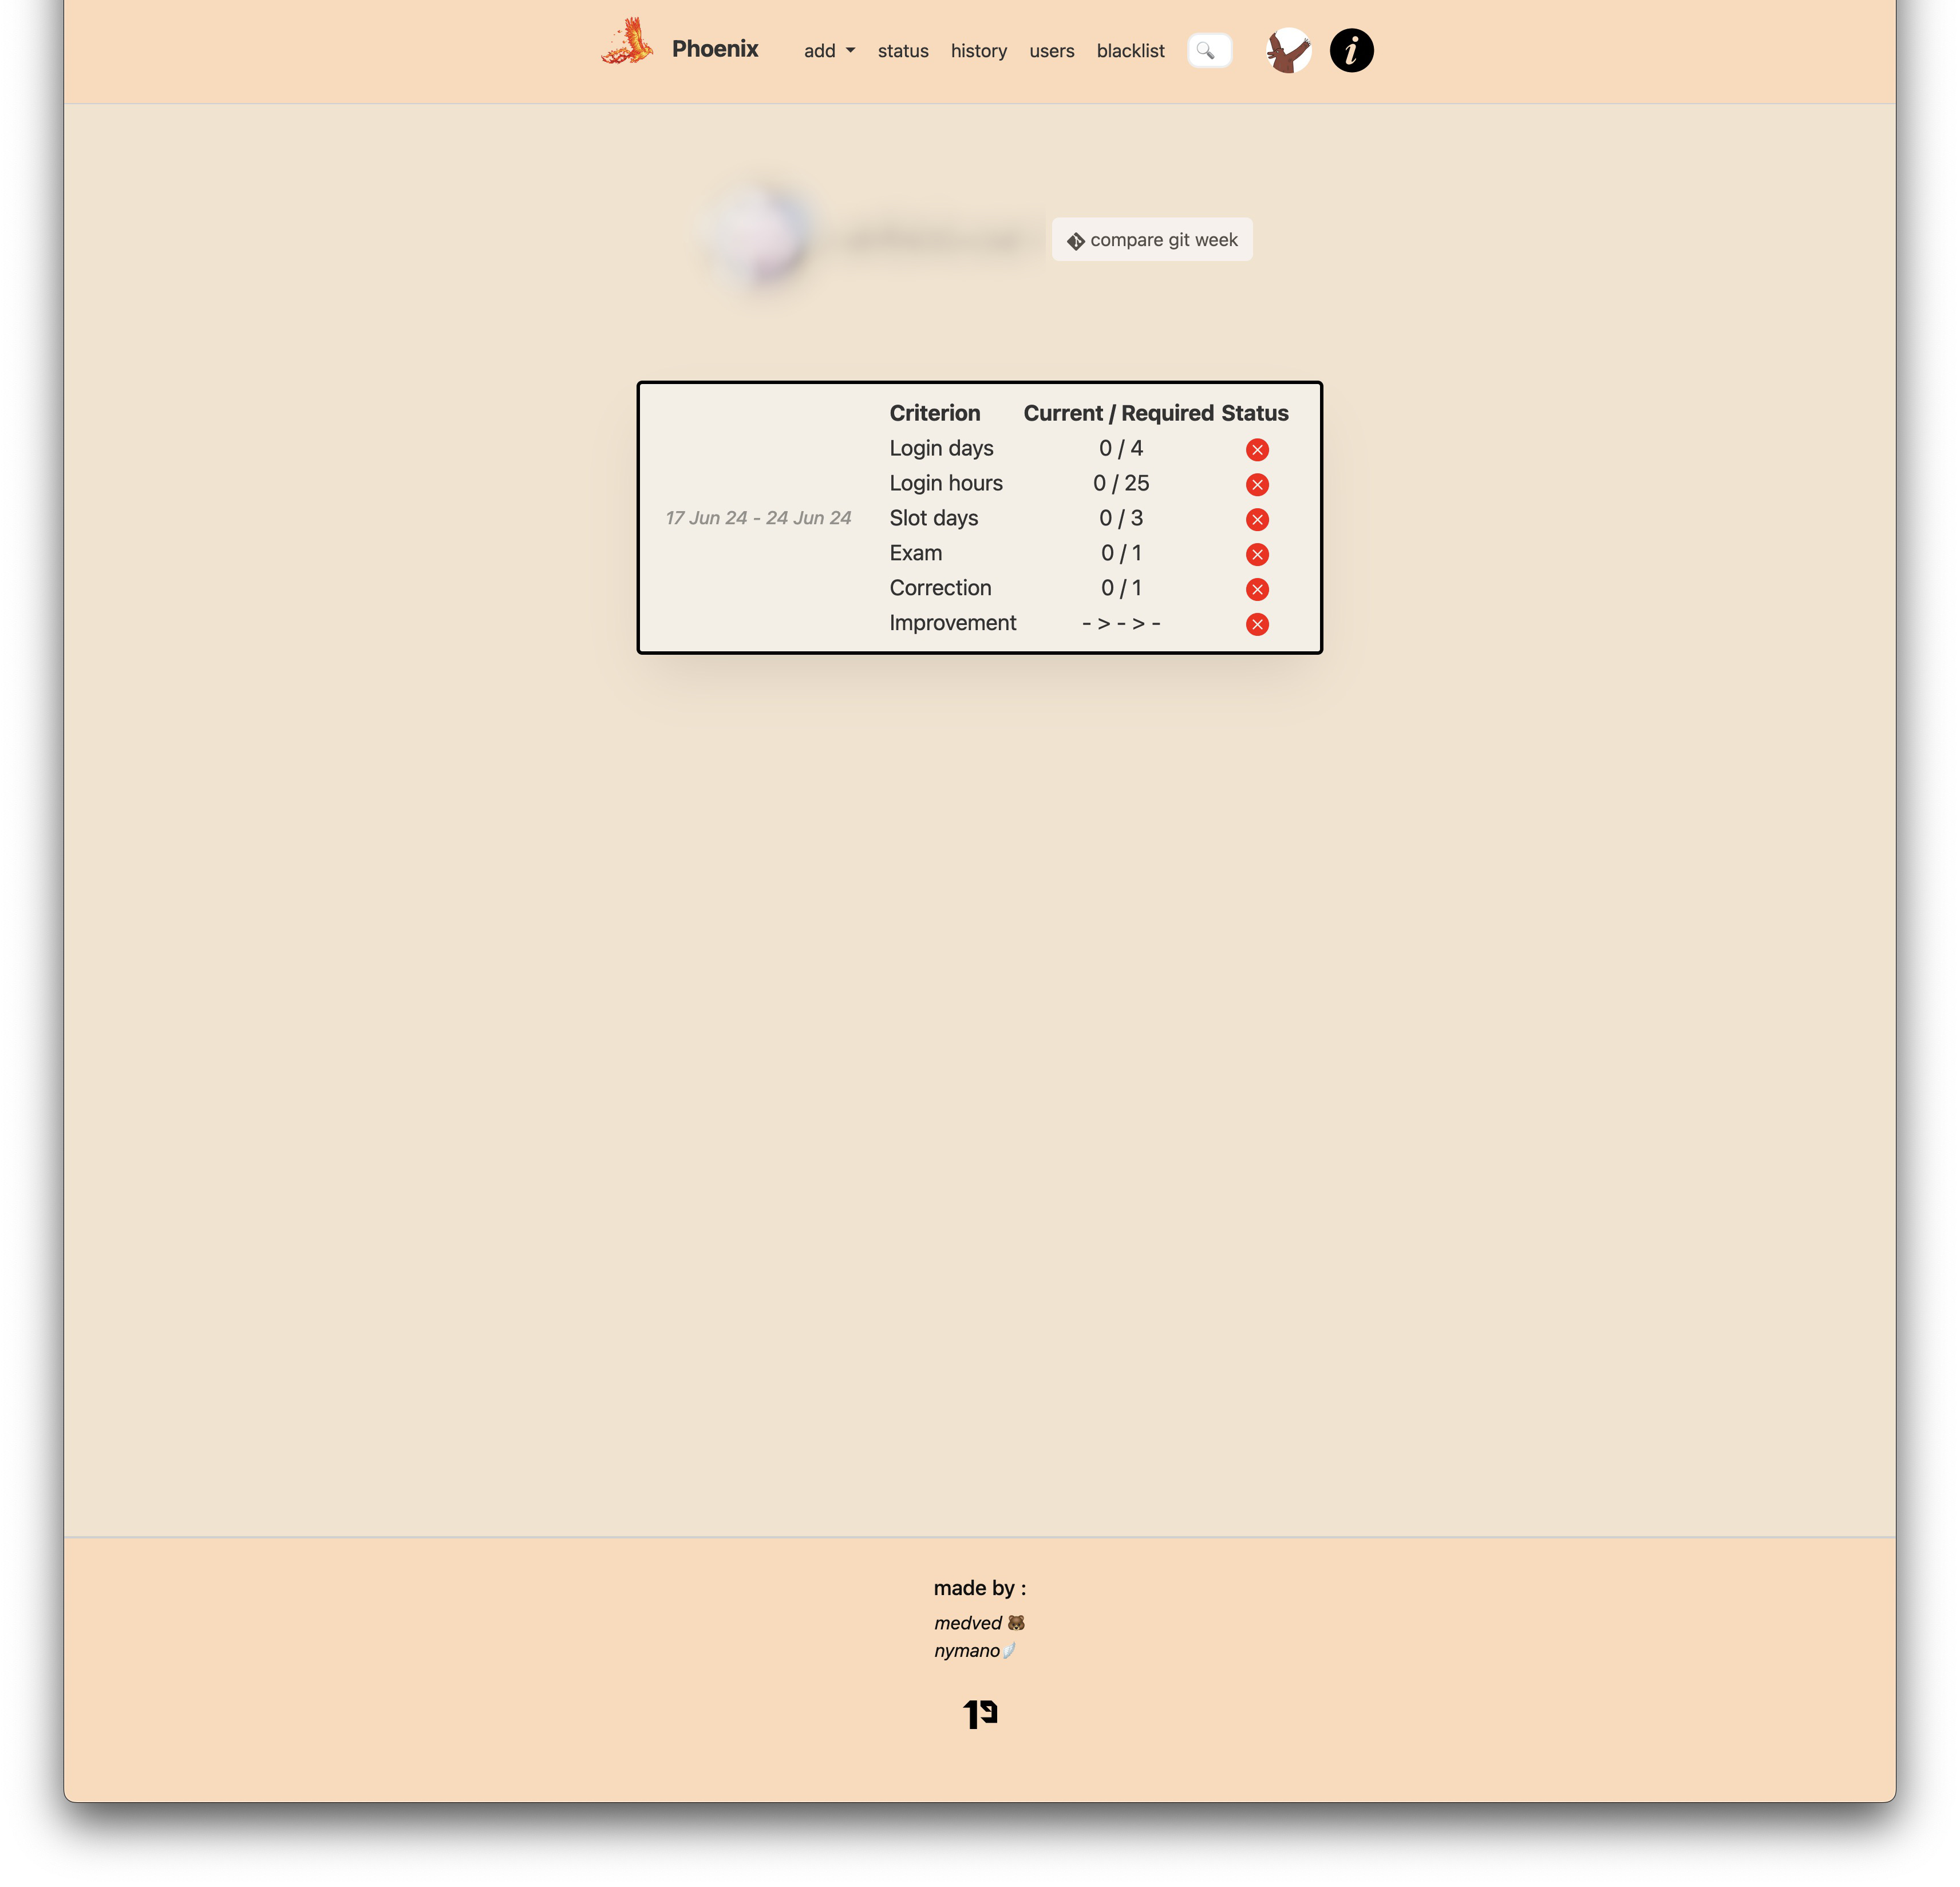 Phoenix add status history users blacklist
compare git week
Criterion Current / Required Status
Login days 0 / 4
Login hours 0 / 25
17 Jun 24 - 24 Jun 24 Slot days 0 / 3
Exam 0 / 1
Correction 0 / 1
Improvement - > - > -
made by :
medved 🐻
nymano🪶
19